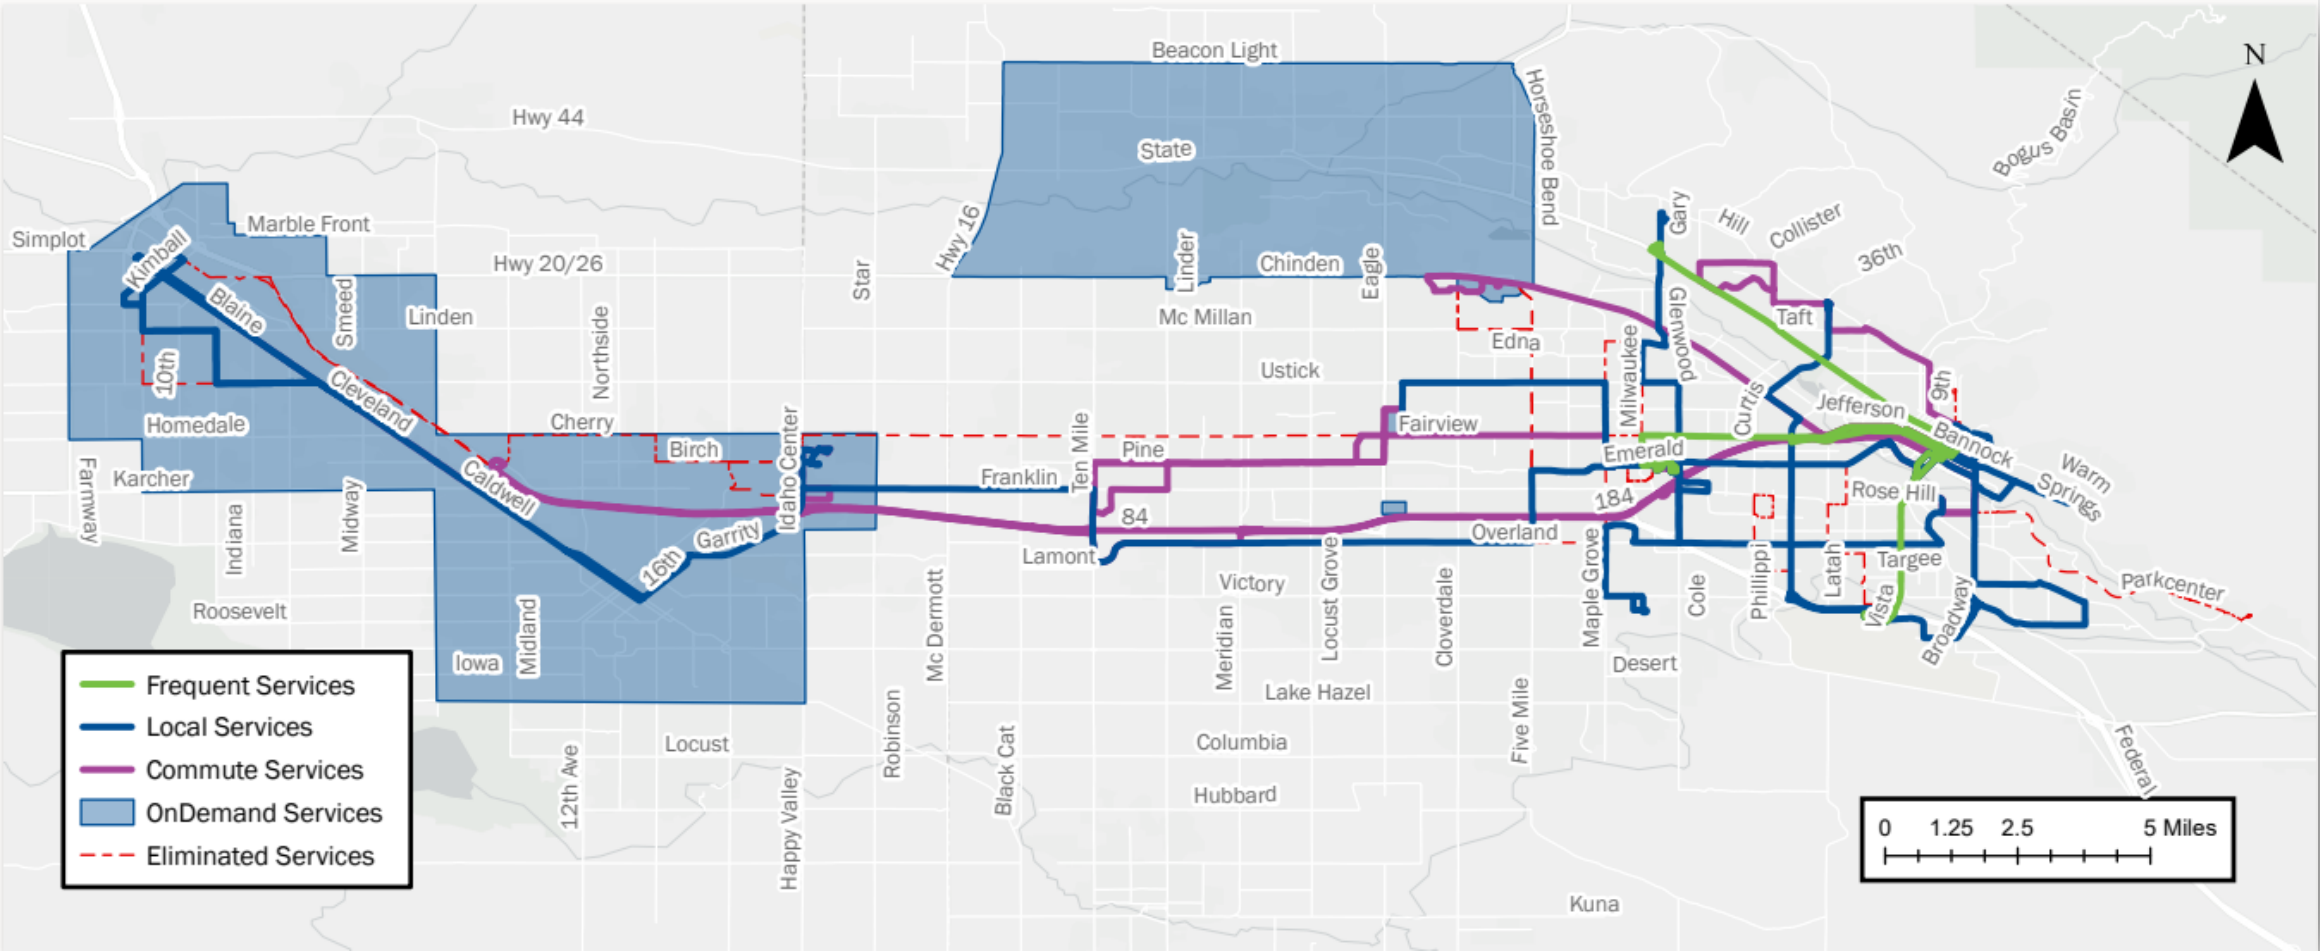 N
Beacon Light
Hwy 44
Horseshoe Bend
Bogus Basin
State
Marble Front
Simplot
Kimball
Hwy 20/26
Star
Hwy 16
Linder
Chinden
Eagle
Gary
Hill
Collister
36th
Blaine
Smeed
Linden
Northside
Mc Millan
Edna
Milwaukee
Glenwood
Taft
10th
Cleveland
Ustick
Curtis
Jefferson
9th
Homedale
Cherry
Birch
Idaho Center
Ten Mile
Pine
Fairview
Emerald
Bannock
Warm
Springs
Farmway
Karcher
Indiana
Midway
Caldwell
Garrity
16th
Franklin
84
184
Rose Hill
Lamont
Overland
Locust Grove
Maple Grove
Phillippi
Latah
Targee
Vista
Broadway
Parkcenter
Roosevelt
Midland
Iowa
Mc Dermott
Victory
Meridian
Cloverdale
Cole
Desert
Lake Hazel
Five Mile
Locust
12th Ave
Happy Valley
Robinson
Black Cat
Columbia
Hubbard
Federal
Kuna
Frequent Services
Local Services
Commute Services
OnDemand Services
Eliminated Services
0 1.25 2.5 5 Miles